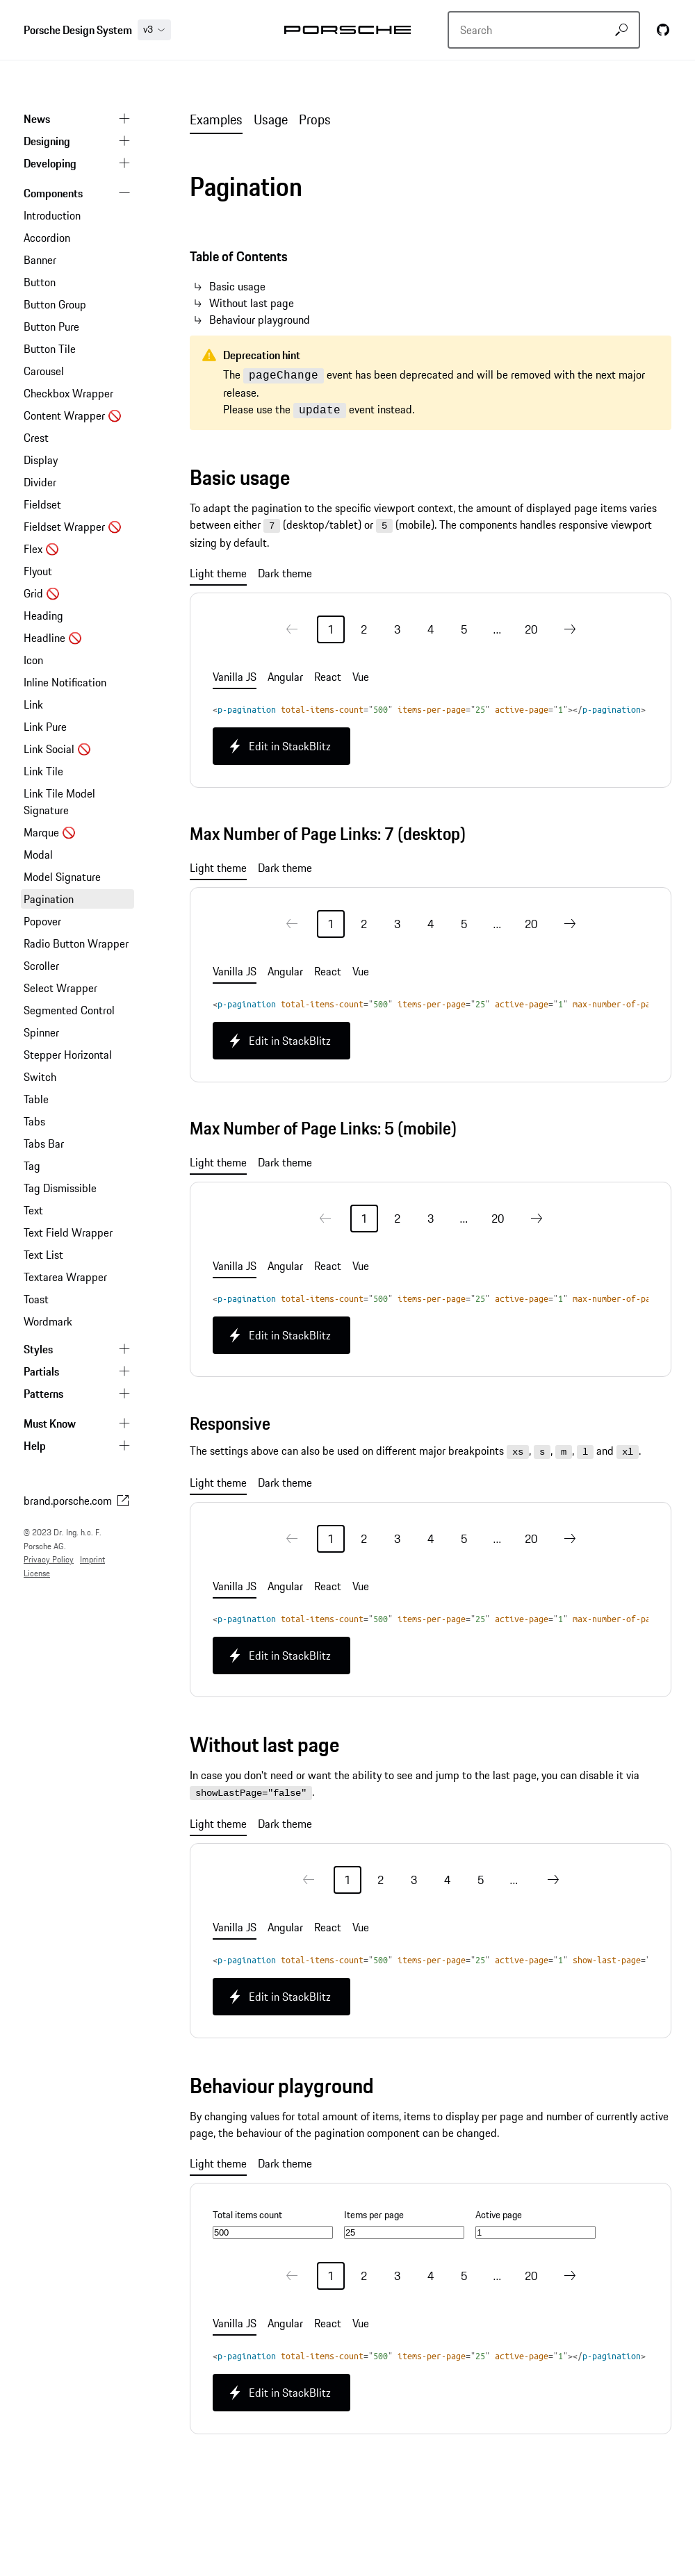 Porsche Design System v3
PORSCHE
Search
News
Designing
Developing
Components
Introduction
Accordion
Banner
Button
Button Group
Button Pure
Button Tile
Carousel
Checkbox Wrapper
Content Wrapper 🚫
Crest
Display
Divider
Fieldset
Fieldset Wrapper 🚫
Flex 🚫
Flyout
Grid 🚫
Heading
Headline 🚫
Icon
Inline Notification
Link
Link Pure
Link Social 🚫
Link Tile
Link Tile Model
Signature
Marque 🚫
Modal
Model Signature
Pagination
Popover
Radio Button Wrapper
Scroller
Select Wrapper
Segmented Control
Spinner
Stepper Horizontal
Switch
Table
Tabs
Tabs Bar
Tag
Tag Dismissible
Text
Text Field Wrapper
Text List
Textarea Wrapper
Toast
Wordmark
Styles
Partials
Patterns
Must Know
Help
brand.porsche.com
© 2023 Dr. Ing. h.c. F.
Porsche AG.
Privacy Policy Imprint
License
Examples Usage Props
Pagination
Table of Contents
Basic usage
Without last page
Behaviour playground
Deprecation hint
The pageChange event has been deprecated and will be removed with the next major
release.
Please use the update event instead.
Basic usage
To adapt the pagination to the specific viewport context, the amount of displayed page items varies
between either 7 (desktop/tablet) or 5 (mobile). The components handles responsive viewport
sizing by default.
Light theme Dark theme
← 1 2 3 4 5 ... 20 →
Vanilla JS Angular React Vue
<p-pagination total-items-count="500" items-per-page="25" active-page="1"></p-pagination>
Edit in StackBlitz
Max Number of Page Links: 7 (desktop)
Light theme Dark theme
← 1 2 3 4 5 ... 20 →
Vanilla JS Angular React Vue
<p-pagination total-items-count="500" items-per-page="25" active-page="1" max-number-of-pa
Edit in StackBlitz
Max Number of Page Links: 5 (mobile)
Light theme Dark theme
← 1 2 3 ... 20 →
Vanilla JS Angular React Vue
<p-pagination total-items-count="500" items-per-page="25" active-page="1" max-number-of-pa
Edit in StackBlitz
Responsive
The settings above can also be used on different major breakpoints xs , s , m , l and xl .
Light theme Dark theme
← 1 2 3 4 5 ... 20 →
Vanilla JS Angular React Vue
<p-pagination total-items-count="500" items-per-page="25" active-page="1" max-number-of-pa
Edit in StackBlitz
Without last page
In case you don't need or want the ability to see and jump to the last page, you can disable it via
showLastPage="false" .
Light theme Dark theme
← 1 2 3 4 5 ... →
Vanilla JS Angular React Vue
<p-pagination total-items-count="500" items-per-page="25" active-page="1" show-last-page="
Edit in StackBlitz
Behaviour playground
By changing values for total amount of items, items to display per page and number of currently active
page, the behaviour of the pagination component can be changed.
Light theme Dark theme
Total items count Items per page Active page
500 25 1
← 1 2 3 4 5 ... 20 →
Vanilla JS Angular React Vue
<p-pagination total-items-count="500" items-per-page="25" active-page="1"></p-pagination>
Edit in StackBlitz